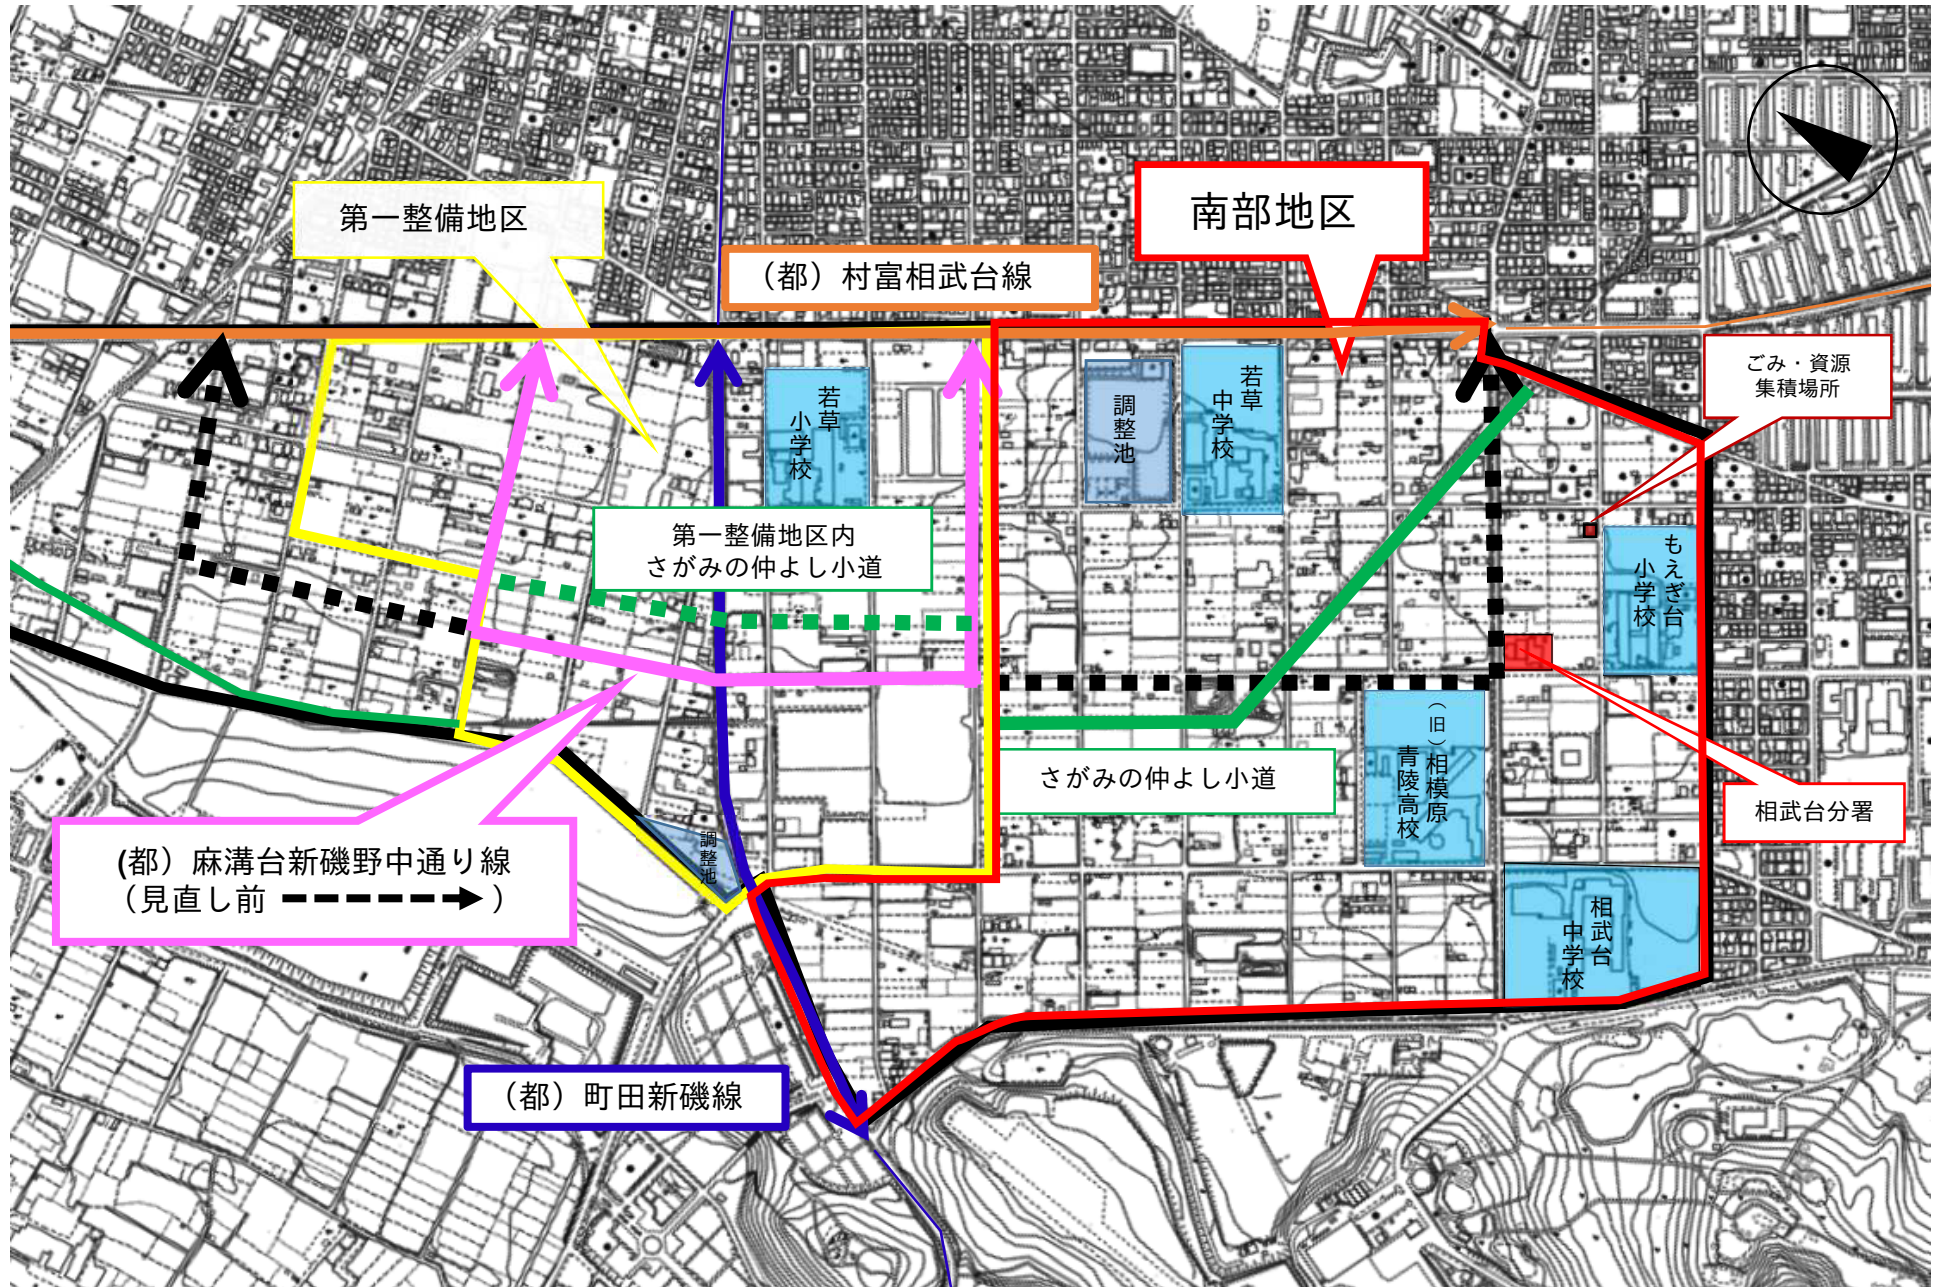 第一整備地区
南部地区
（都）村富相武台線
ごみ・資源
集積場所
若草
小学校
調整池
若草
中学校
第一整備地区内
さがみの仲よし小道
もえぎ台
小学校
（旧）相模原
青陵高校
さがみの仲よし小道
相武台分署
調整池
(都）麻溝台新磯野中通り線
（見直し前　　　　　　）
相武台
中学校
（都）町田新磯線